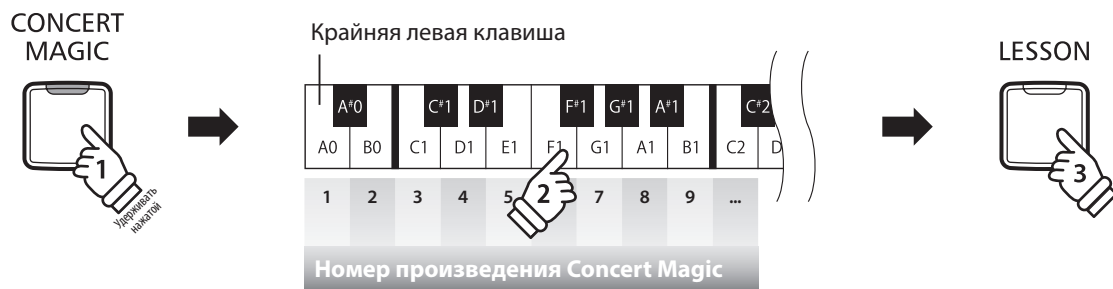 CONCERT
MAGIC
1
Удерживать
нажатой
Крайняя левая клавиша
A#0 C#1 D#1 F#1 G#1 A#1 C#2
A0 B0 C1 D1 E1 F1 G1 A1 B1 C2 D
2
1 2 3 4 5 7 8 9 ...
Номер произведения Concert Magic
LESSON
3